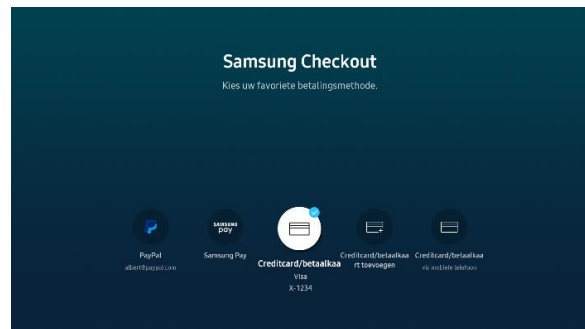 Samsung Checkout
Kies uw favoriete betalingsmethode.
SAMSUNG
pay
PayPal
albert@paypal.com
Samsung Pay
Creditcard/betaalkaa
Visa
X-1234
Creditcard/betaalkaa
rt toevoegen
Creditcard/betaalkaa
via mobiele telefoon